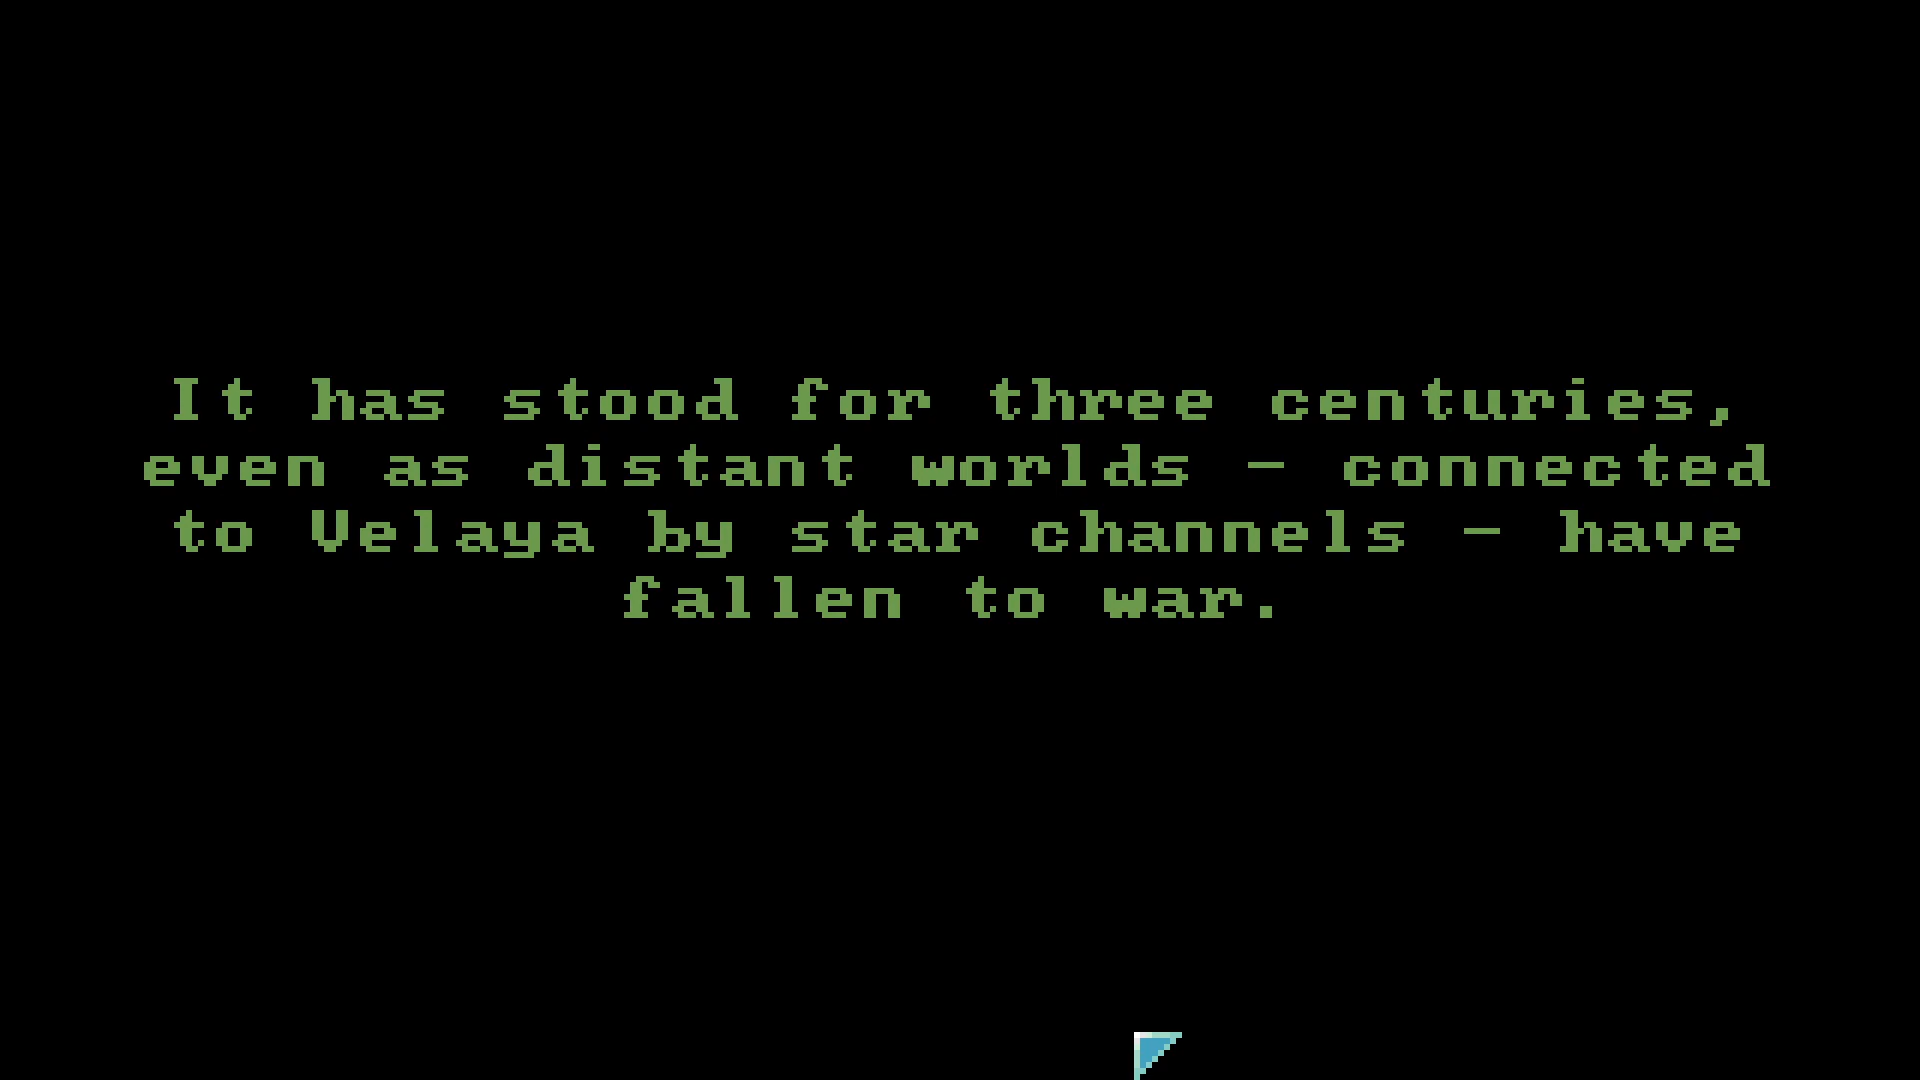 It has stood for three centuries,
even as distant worlds – connected
to Velaya by star channels – have
fallen to war.